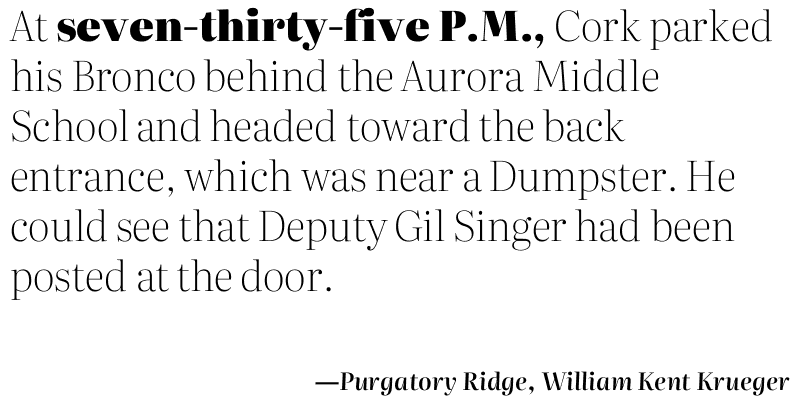 At seven-thirty-five P.M., Cork parked
his Bronco behind the Aurora Middle
School and headed toward the back
entrance, which was near a Dumpster. He
could see that Deputy Gil Singer had been
posted at the door.
—Purgatory Ridge, William Kent Krueger